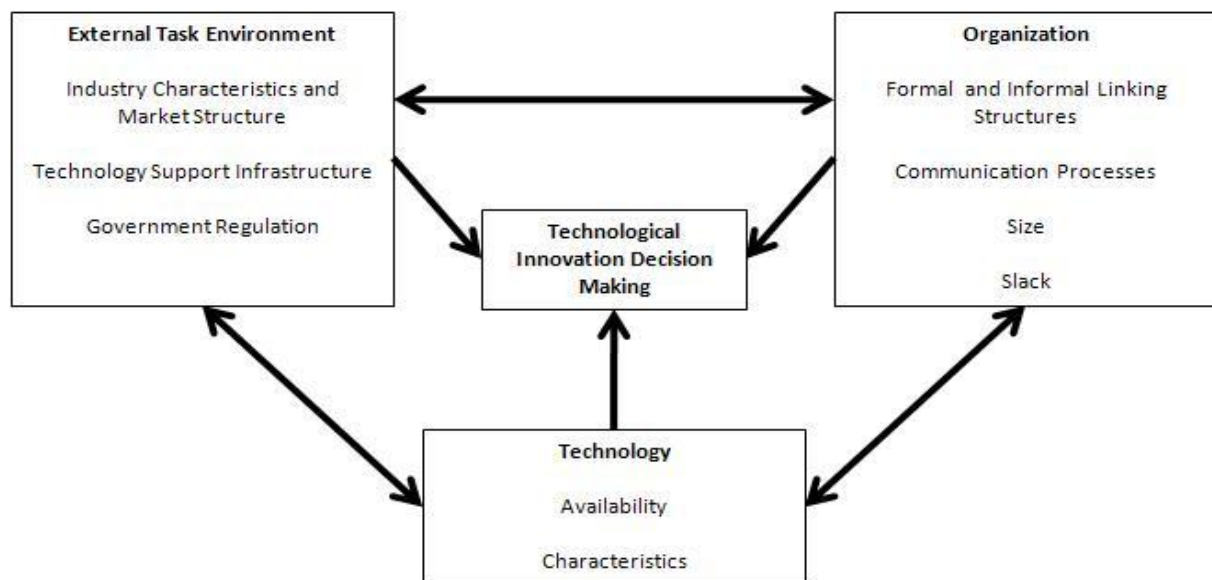 External Task Environment
Industry Characteristics and
Market Structure
Technology Support Infrastructure
Government Regulation
Organization
Formal and Informal Linking
Structures
Communication Processes
Size
Slack
Technological
Innovation Decision
Making
Technology
Availability
Characteristics